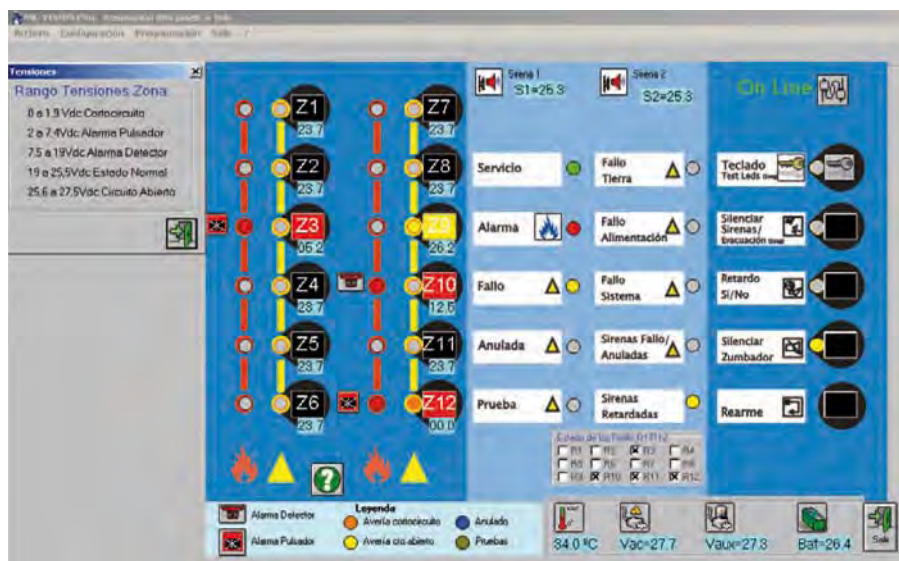 Archivo Configuración Programación Salir ?
Tensiones
Rango Tensiones Zona
0 a 1.9 Vdc Cortocircuito
2 a 7.4Vdc Alarma Pulsador
7.5 a 19Vdc Alarma Detector
19 a 25,5Vdc Estado Normal
25.6 a 27.5Vdc Circuito Abierto
Z1
23.7
Z2
23.7
Z3
05.2
Z4
23.7
Z5
23.7
Z6
23.7
Z7
23.7
Z8
23.7
Z9
26.2
Z10
12.5
Z11
23.7
Z12
00.0
?
Sirena 1
S1=25.3
Sirena 2
S2=25.3
Servicio
Alarma
Fallo
Anulada
Prueba
Fallo
Tierra
Fallo
Alimentación
Fallo
Sistema
Sirenas Fallo/
Anuladas
Sirenas
Retardadas
On Line
Teclado
Test Leds
Silenciar
Sirenas/
Evacuación
Retardo
Sí/No
Silenciar
Zumbador
Rearme
R1 R2 R3 R4
R5 R6 R7 R8
R9 R10 R11 R12
Alarma Detector
Alarma Pulsador
Leyenda
Avería cortocircuito
Avería cto abierto
Anulado
Pruebas
34.0 ºC
Vac=27.7
Vaux=27.3
Bat=26.4
Salir